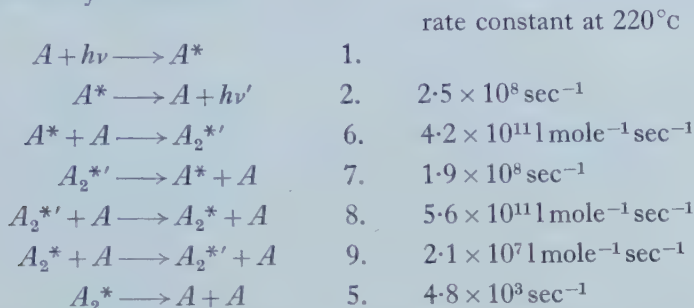 rate constant at 220°C
A + hν ⟶ A* 1.
A* ⟶ A + hν′ 2. 2·5 × 10⁸ sec⁻¹
A* + A ⟶ A₂*′ 6. 4·2 × 10¹¹ l mole⁻¹ sec⁻¹
A₂*′ ⟶ A* + A 7. 1·9 × 10⁸ sec⁻¹
A₂*′ + A ⟶ A₂* + A 8. 5·6 × 10¹¹ l mole⁻¹ sec⁻¹
A₂* + A ⟶ A₂*′ + A 9. 2·1 × 10⁷ l mole⁻¹ sec⁻¹
A₂* ⟶ A + A 5. 4·8 × 10³ sec⁻¹